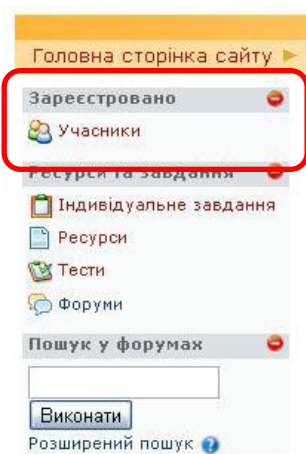 Головна сторінка сайту
Зареєстровано
Учасники
Ресурси та завдання
Індивідуальне завдання
Ресурси
Тести
Форуми
Пошук у форумах
Виконати
Розширений пошук